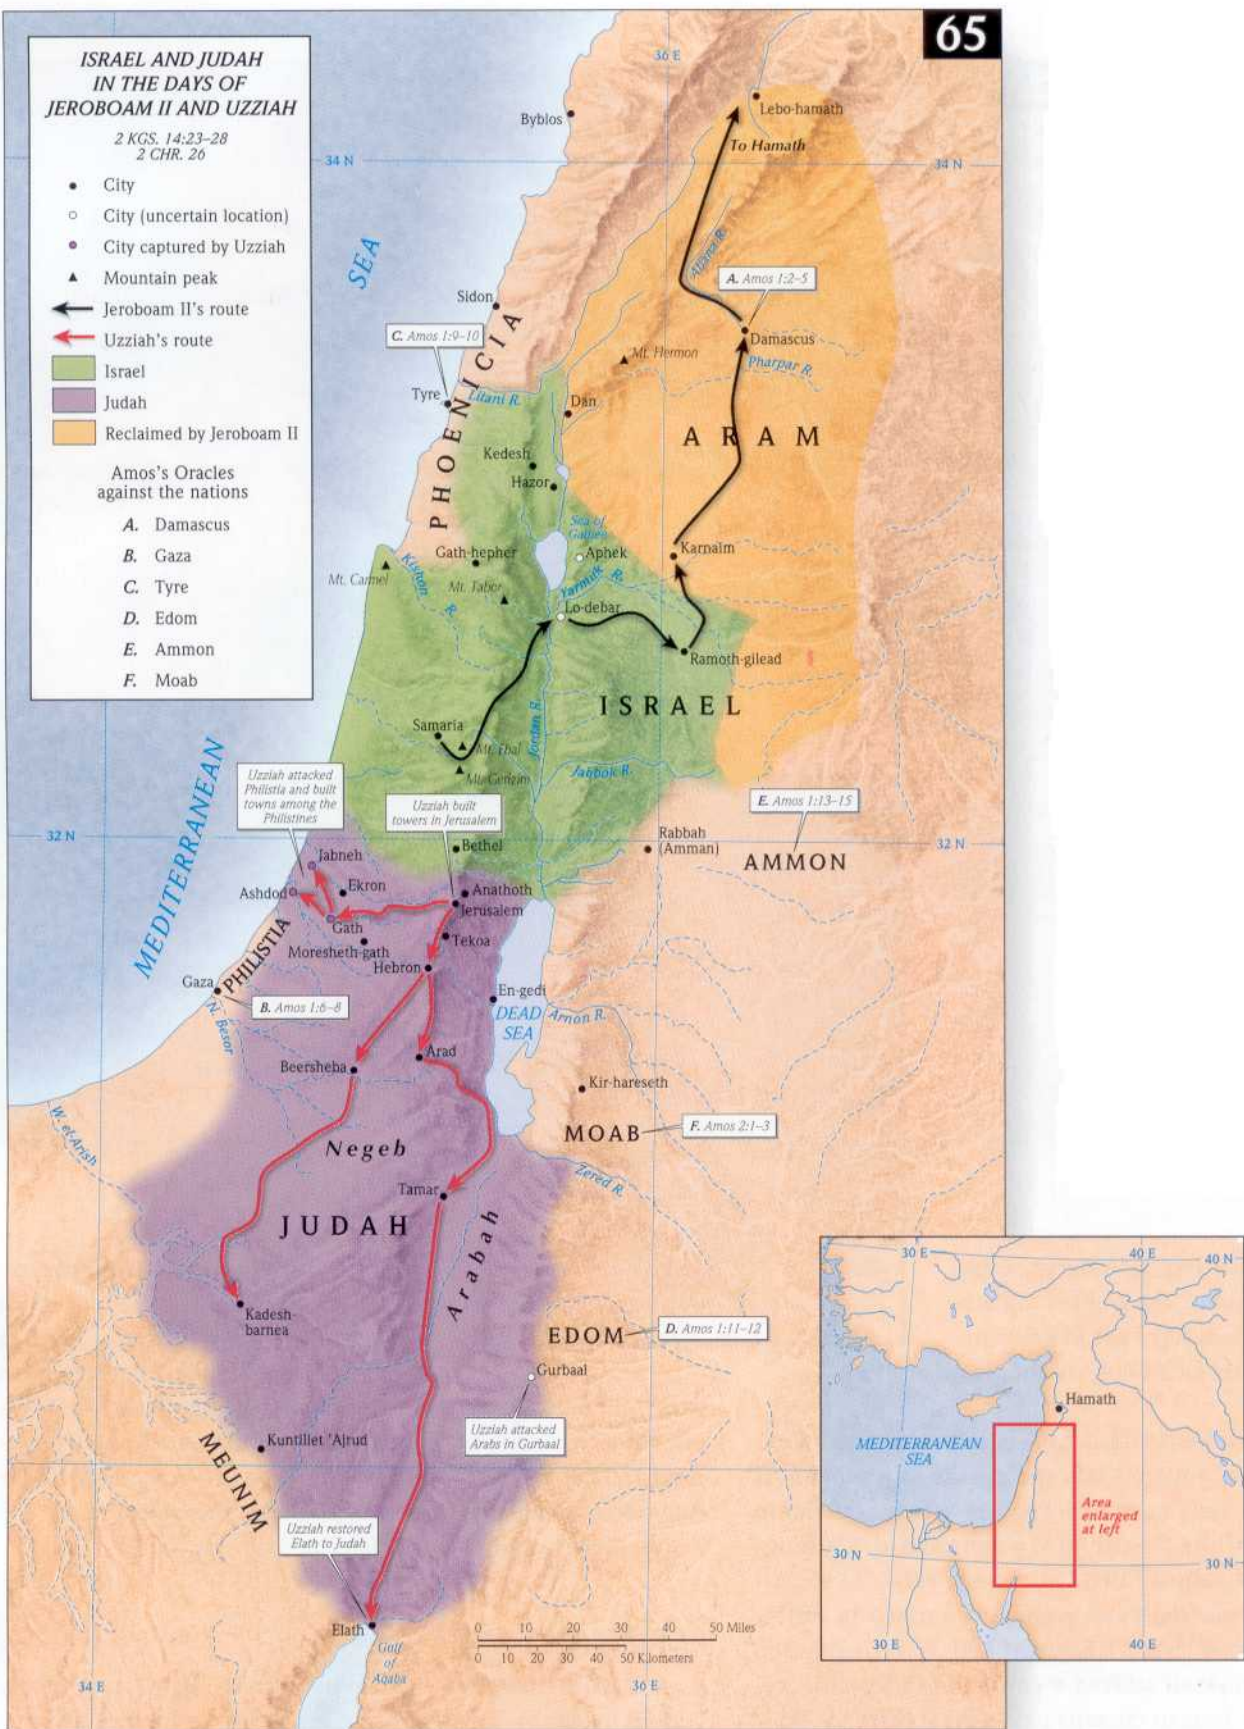 65
ISRAEL AND JUDAH
IN THE DAYS OF
JEROBOAM II AND UZZIAH
2 KGS. 14:23–28
2 CHR. 26
City
City (uncertain location)
City captured by Uzziah
Mountain peak
Jeroboam II's route
Uzziah's route
Israel
Judah
Reclaimed by Jeroboam II
Amos's Oracles
against the nations
A. Damascus
B. Gaza
C. Tyre
D. Edom
E. Ammon
F. Moab
36 E
Byblos
Lebo-hamath
To Hamath
34 N
34 N
SEA
Abana R.
A. Amos 1:2–5
Sidon
C. Amos 1:9–10
Damascus
Mt. Hermon
Pharpar R.
PHOENICIA
Tyre
Litani R.
Dan
ARAM
Kedesh
Hazor
Sea of
Galilee
Aphek
Karnaim
Gath-hepher
Mt. Carmel
Kishon R.
Mt. Tabor
Yarmuk R.
Lo-debar
Ramoth-gilead
ISRAEL
Samaria
Mt. Ebal
Mt. Gerizim
Jordan R.
Jabbok R.
MEDITERRANEAN
Uzziah attacked
Philistia and built
towns among the
Philistines
Uzziah built
towers in Jerusalem
E. Amos 1:13–15
32 N
32 N
Bethel
Rabbah
(Amman)
AMMON
Jabneh
Ashdod
Ekron
Anathoth
Jerusalem
Gath
Moresheth-gath
Tekoa
PHILISTIA
Hebron
Gaza
B. Amos 1:6–8
En-gedi
DEAD
SEA
Arnon R.
N. Besor
Beersheba
Arad
Kir-hareseth
W. el-Arish
MOAB
F. Amos 2:1–3
Negeb
Zered R.
Tamar
JUDAH
Arabah
Kadesh-
barnea
EDOM
D. Amos 1:11–12
Gurbaal
Uzziah attacked
Arabs in Gurbaal
Kuntillet 'Ajrud
MEUNIM
Uzziah restored
Elath to Judah
Elath
Gulf
of
Aqaba
0 10 20 30 40 50 Miles
0 10 20 30 40 50 Kilometers
34 E
36 E
30 E
40 E
40 N
Hamath
MEDITERRANEAN
SEA
Area
enlarged
at left
30 N
30 N
30 E
40 E